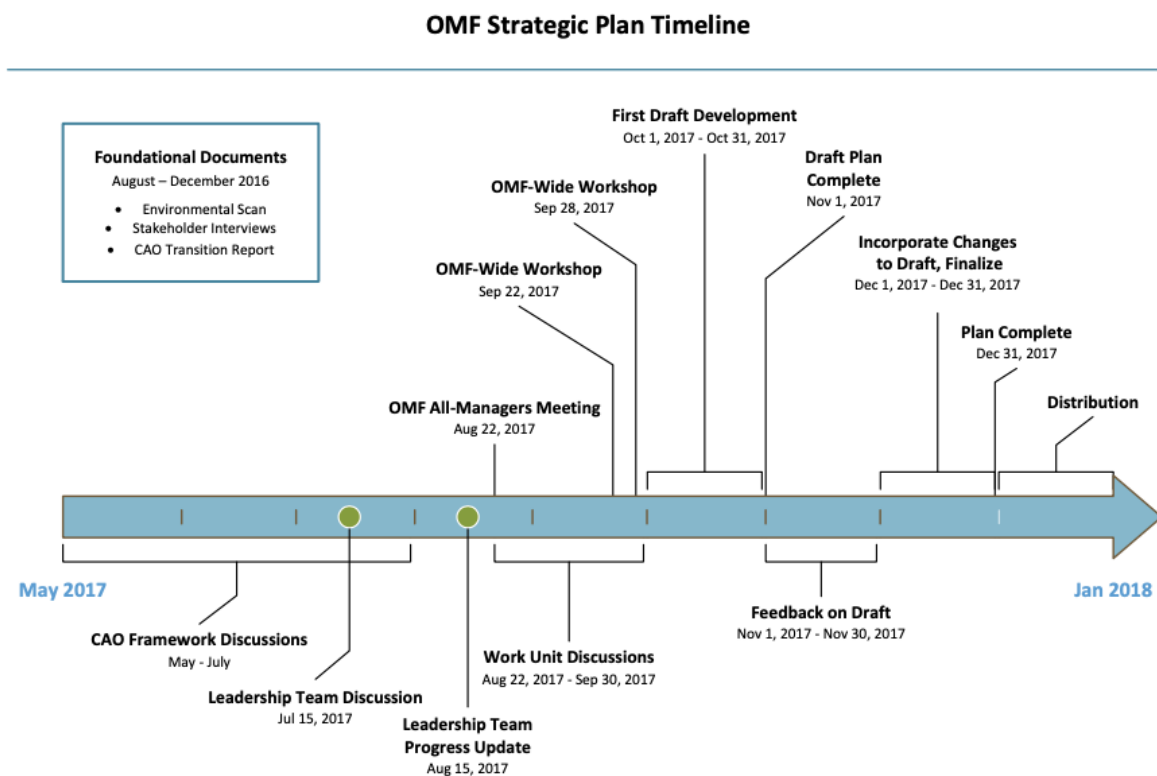 OMF Strategic Plan Timeline
Foundational Documents
August – December 2016
• Environmental Scan
• Stakeholder Interviews
• CAO Transition Report
First Draft Development
Oct 1, 2017 - Oct 31, 2017
OMF-Wide Workshop
Sep 28, 2017
Draft Plan
Complete
Nov 1, 2017
OMF-Wide Workshop
Sep 22, 2017
Incorporate Changes
to Draft, Finalize
Dec 1, 2017 - Dec 31, 2017
Plan Complete
Dec 31, 2017
OMF All-Managers Meeting
Aug 22, 2017
Distribution
May 2017
Jan 2018
CAO Framework Discussions
May - July
Leadership Team Discussion
Jul 15, 2017
Leadership Team
Progress Update
Aug 15, 2017
Work Unit Discussions
Aug 22, 2017 - Sep 30, 2017
Feedback on Draft
Nov 1, 2017 - Nov 30, 2017